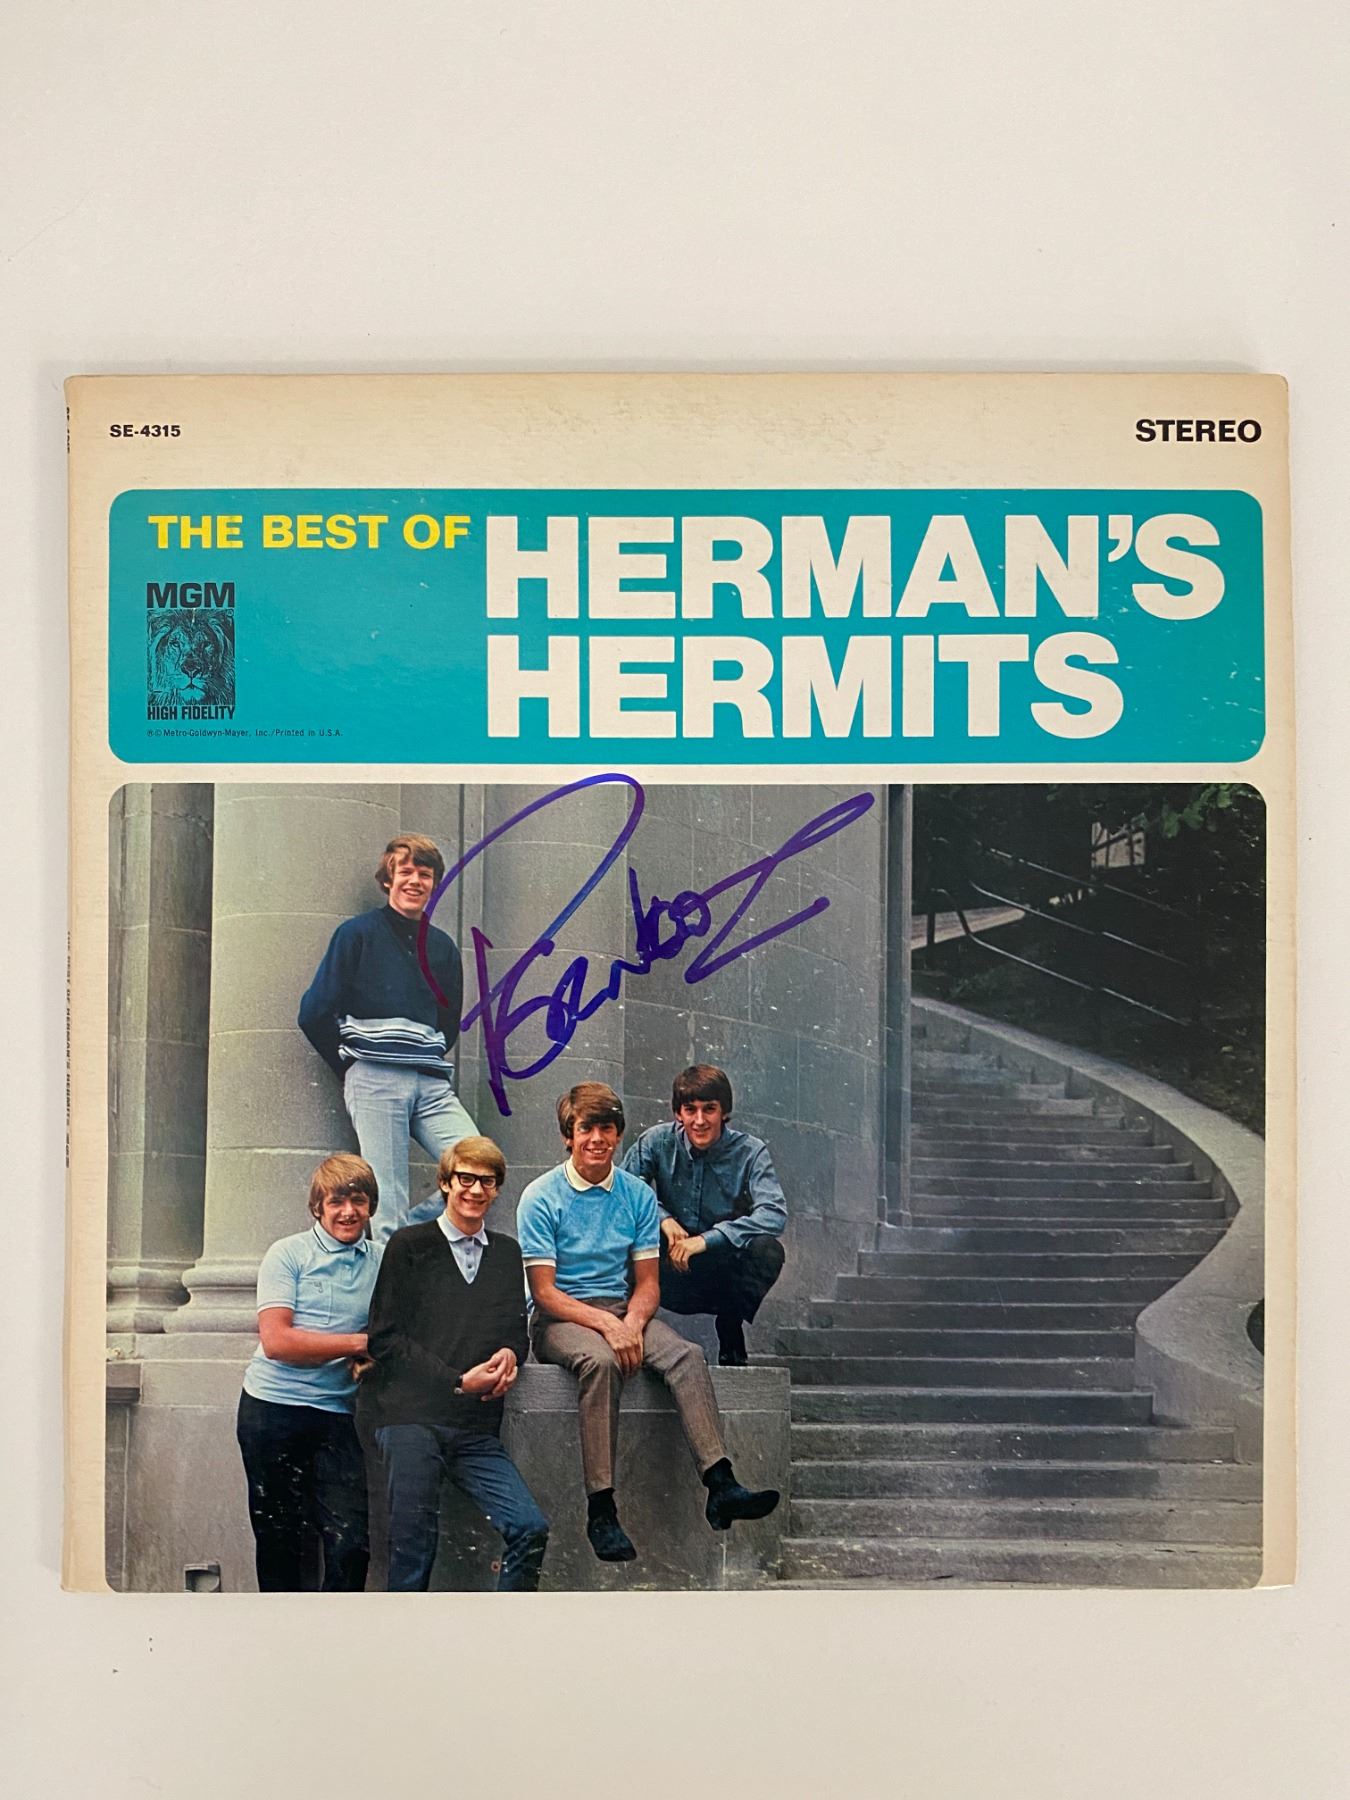 SE-4315
STEREO
THE BEST OF HERMAN'S
HERMITS
MGM
HIGH FIDELITY
℗© Metro-Goldwyn-Mayer, Inc./Printed in U.S.A.